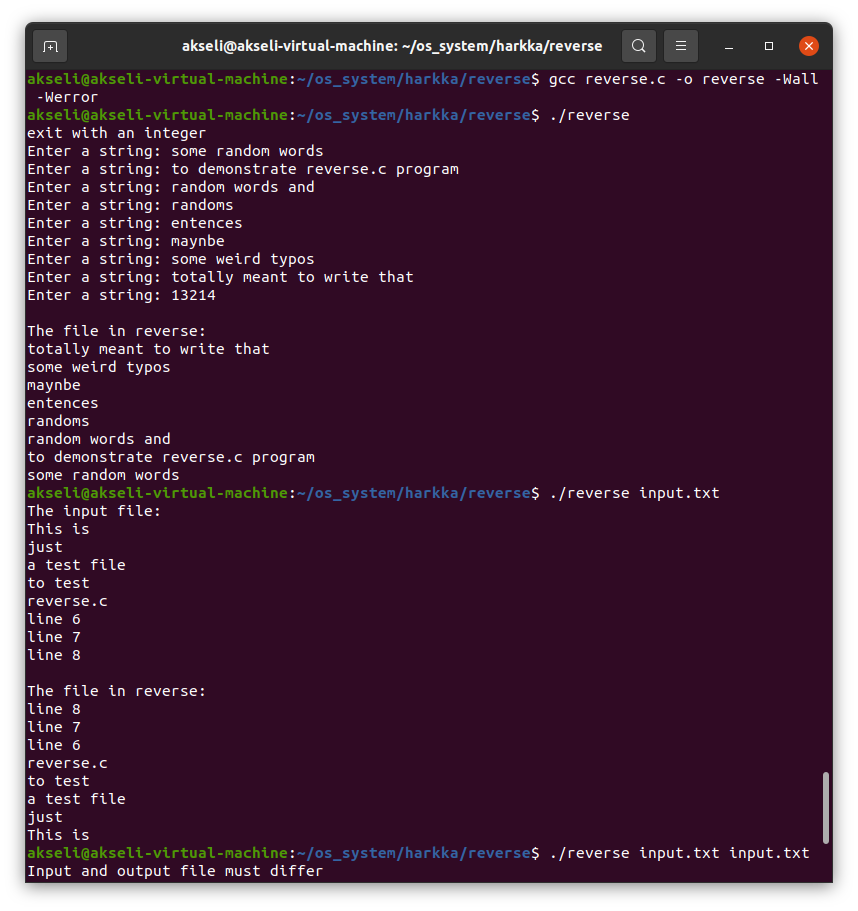 akseli@akseli-virtual-machine: ~/os_system/harkka/reverse
akseli@akseli-virtual-machine:~/os_system/harkka/reverse$ gcc reverse.c -o reverse -Wall
 -Werror
akseli@akseli-virtual-machine:~/os_system/harkka/reverse$ ./reverse
exit with an integer
Enter a string: some random words
Enter a string: to demonstrate reverse.c program
Enter a string: random words and
Enter a string: randoms
Enter a string: entences
Enter a string: maynbe
Enter a string: some weird typos
Enter a string: totally meant to write that
Enter a string: 13214

The file in reverse:
totally meant to write that
some weird typos
maynbe
entences
randoms
random words and
to demonstrate reverse.c program
some random words
akseli@akseli-virtual-machine:~/os_system/harkka/reverse$ ./reverse input.txt
The input file:
This is
just
a test file
to test
reverse.c
line 6
line 7
line 8

The file in reverse:
line 8
line 7
line 6
reverse.c
to test
a test file
just
This is
akseli@akseli-virtual-machine:~/os_system/harkka/reverse$ ./reverse input.txt input.txt
Input and output file must differ